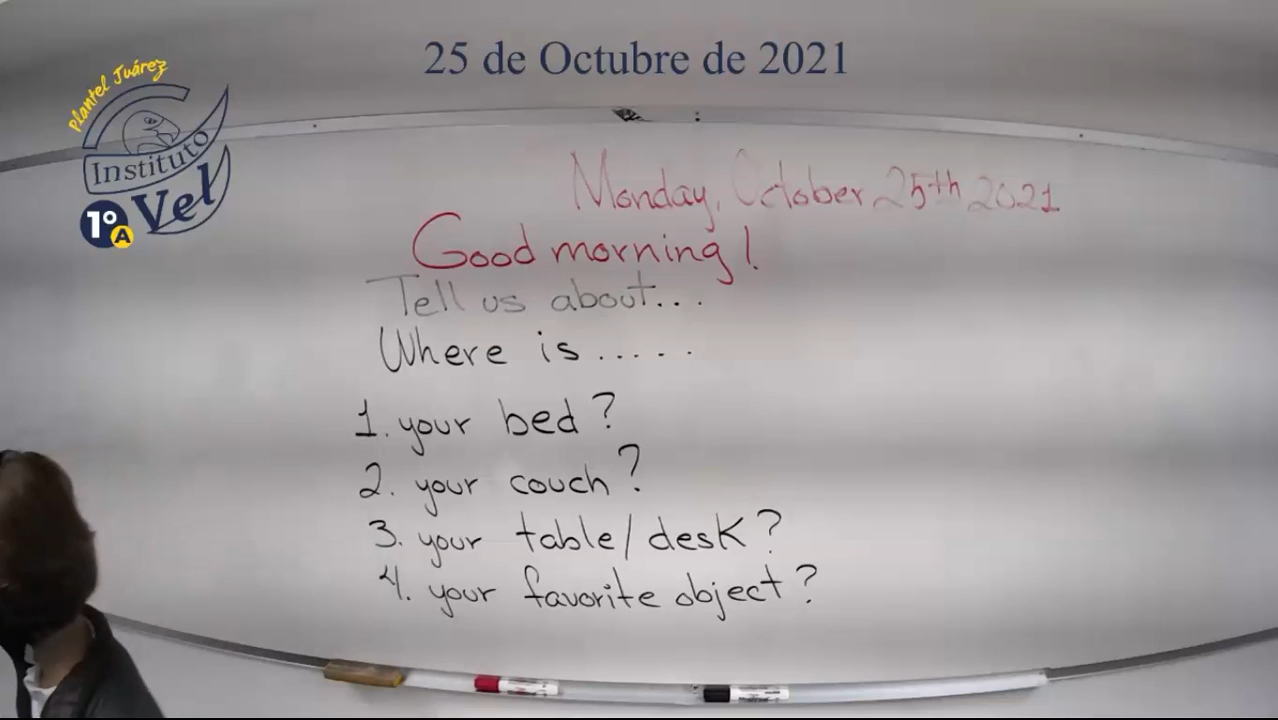 25 de Octubre de 2021
Plantel Juárez
Instituto
Vel
1º A
Monday, October 25th 2021
Good morning!
Tell us about...
Where is .....
1. your bed?
2. your couch?
3. your table/desk?
4. your favorite object?